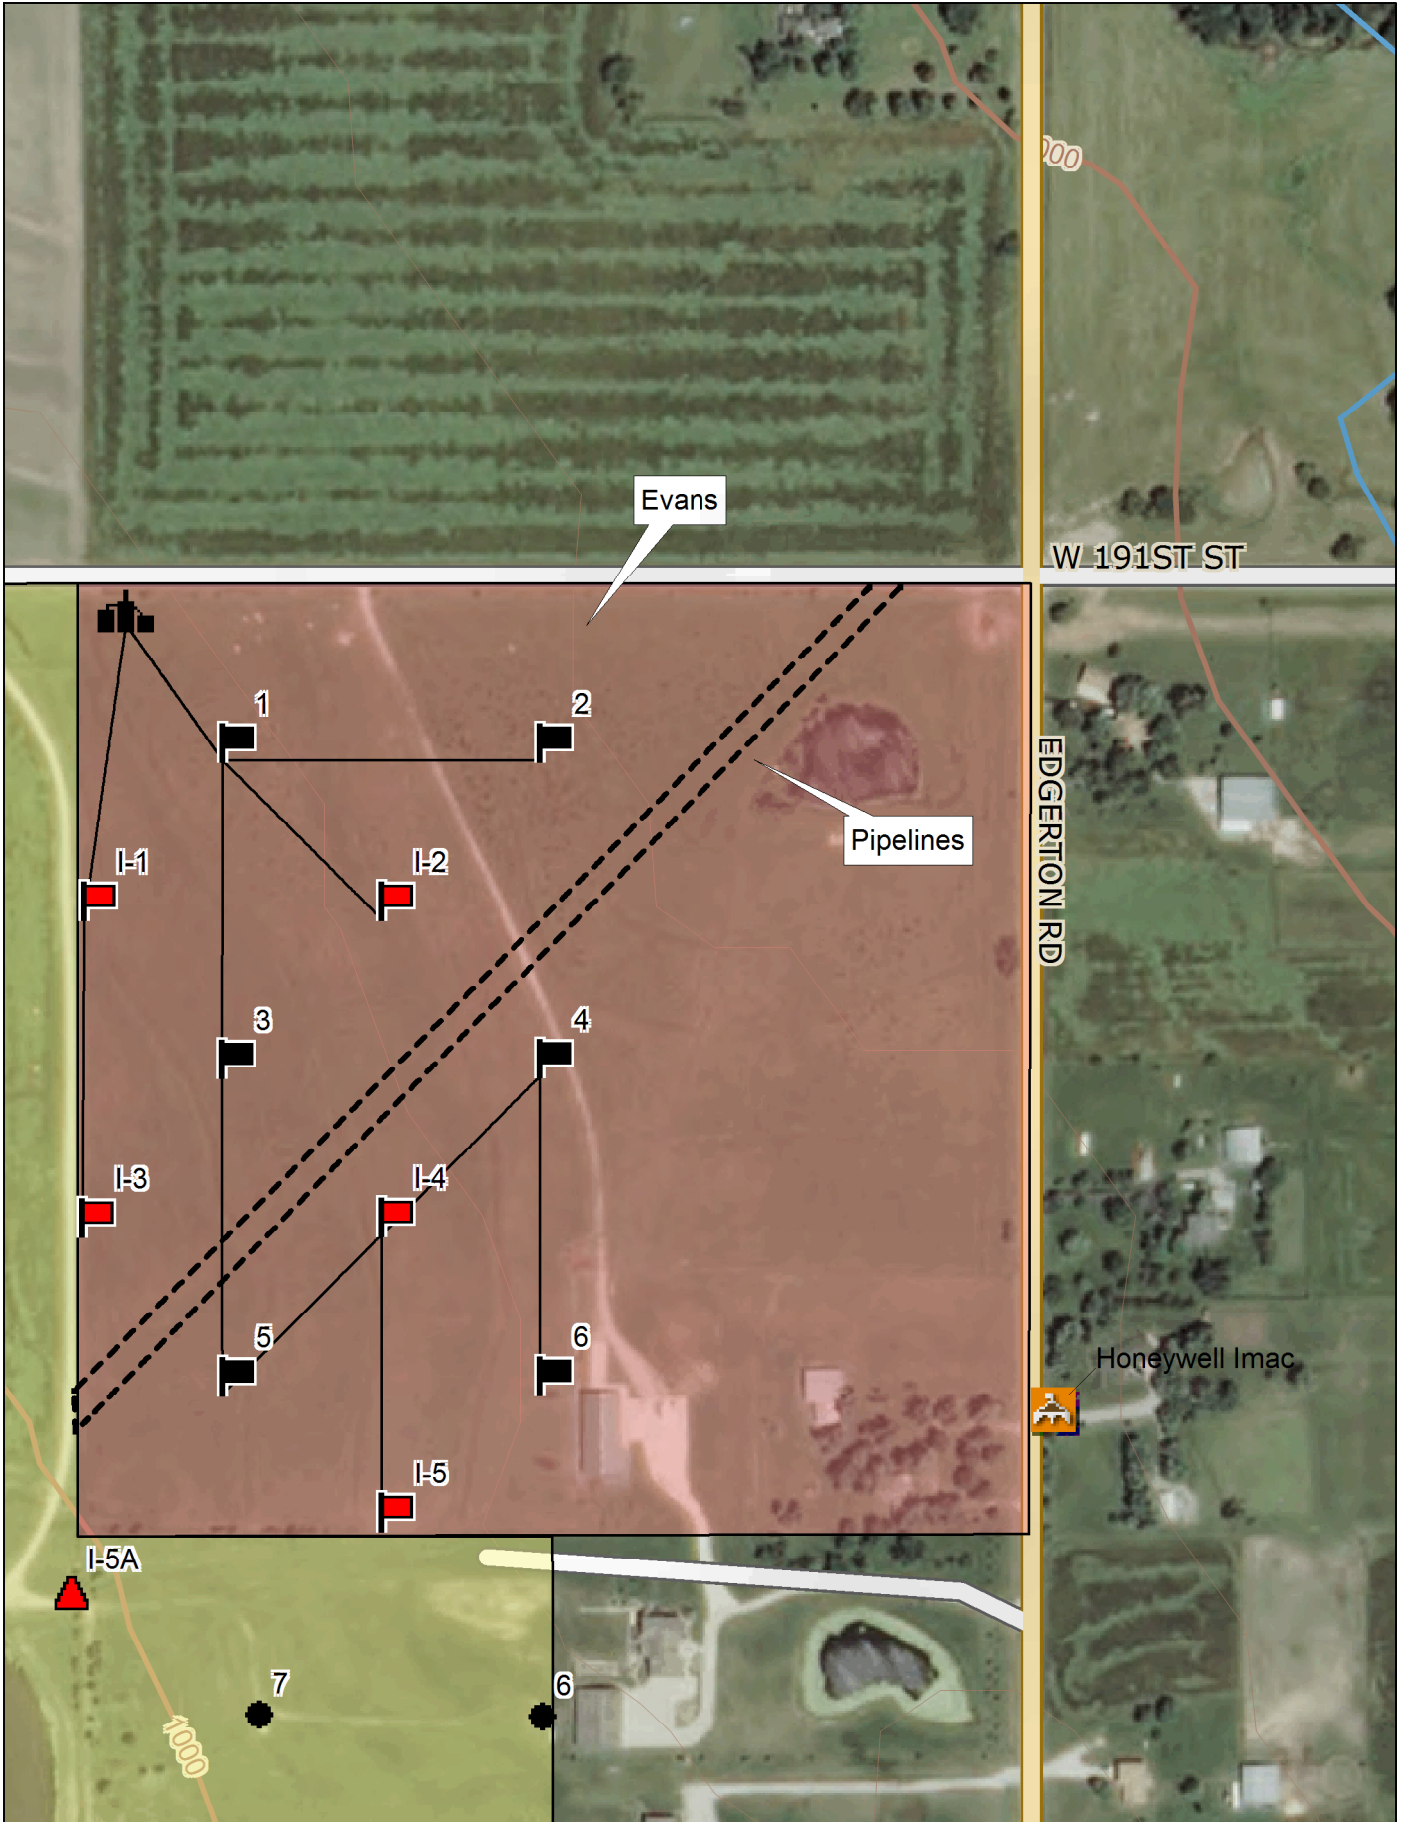 000
Evans
W 191ST ST
1
2
EDGERTON RD
Pipelines
I-1
I-2
3
4
I-3
I-4
5
6
Honeywell Imac
I-5
I-5A
7
6
1000